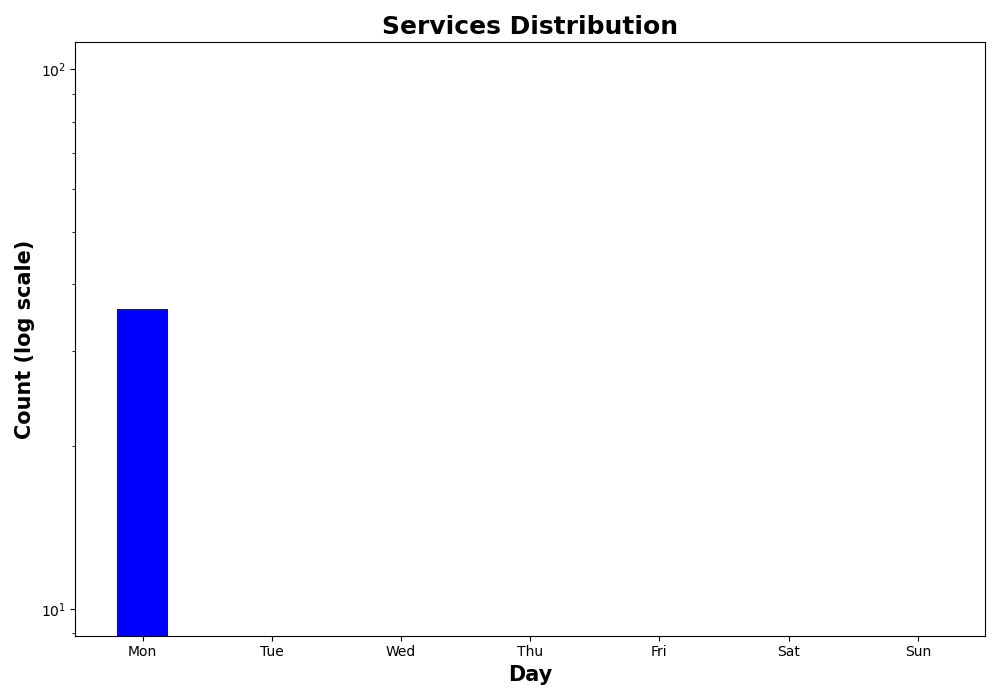 Services Distribution
Count (log scale)
10²
10¹
Mon Tue Wed Thu Fri Sat Sun
Day